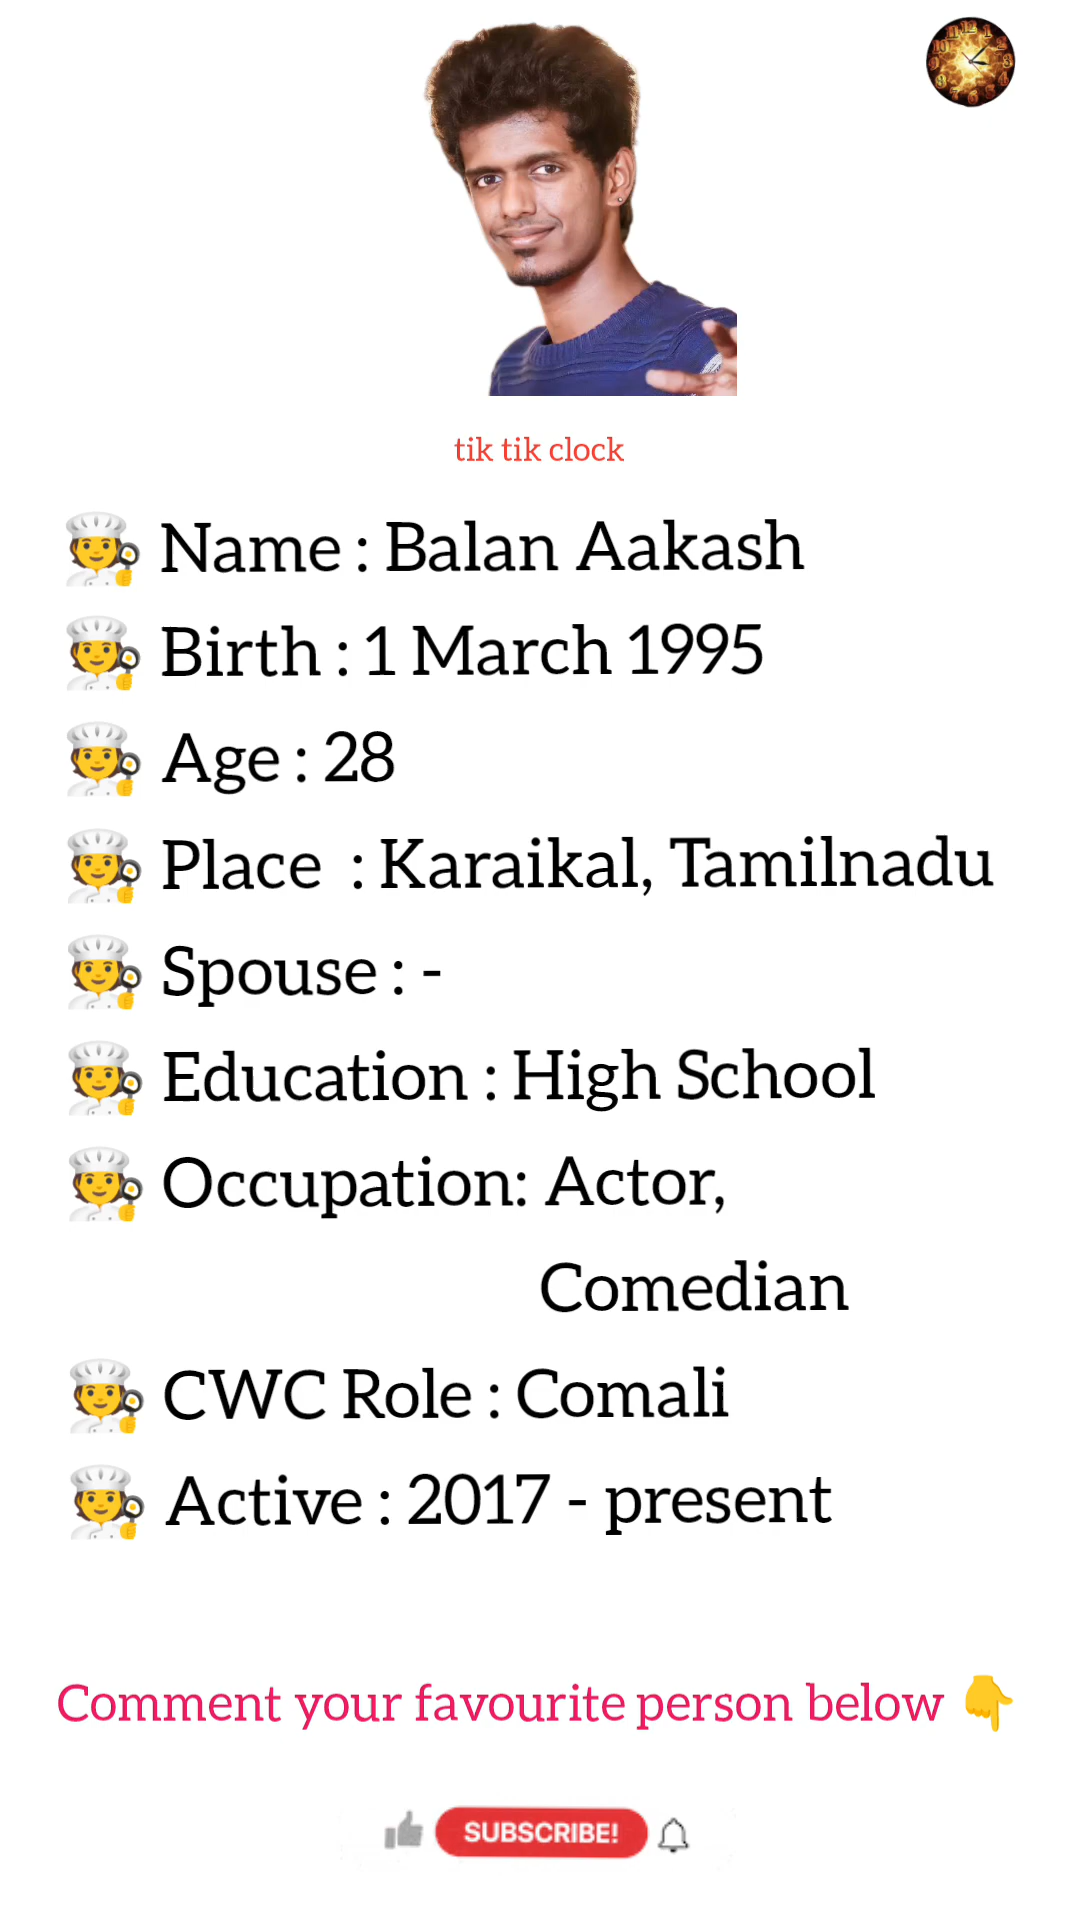 tik tik clock
Name : Balan Aakash
Birth : 1 March 1995
Age : 28
Place : Karaikal, Tamilnadu
Spouse : -
Education : High School
Occupation: Actor,
Comedian
CWC Role : Comali
Active : 2017 - present
Comment your favourite person below 👇
SUBSCRIBE!